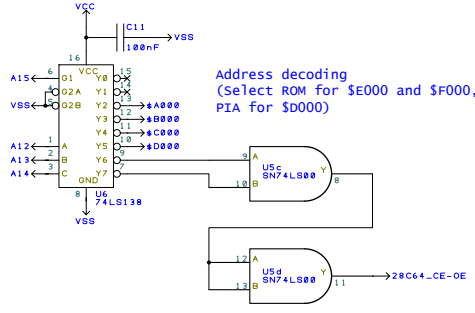 VCC
C11
VSS
100nF
16
VCC
A15
6
G1
Y0
15
4
G2A
Y1
14
VSS
5
G2B
Y2
13
$A000
Y3
12
$B000
A12
1
A
Y4
11
$C000
A13
2
B
Y5
10
$D000
A14
3
C
Y6
9
Y7
7
GND
8
U6
74LS138
VSS
Address decoding
(Select ROM for $E000 and $F000,
PIA for $D000)
9
A
U5c
Y
8
SN74LS00
10
B
12
A
U5d
Y
11
SN74LS00
13
B
28C64_CE-OE